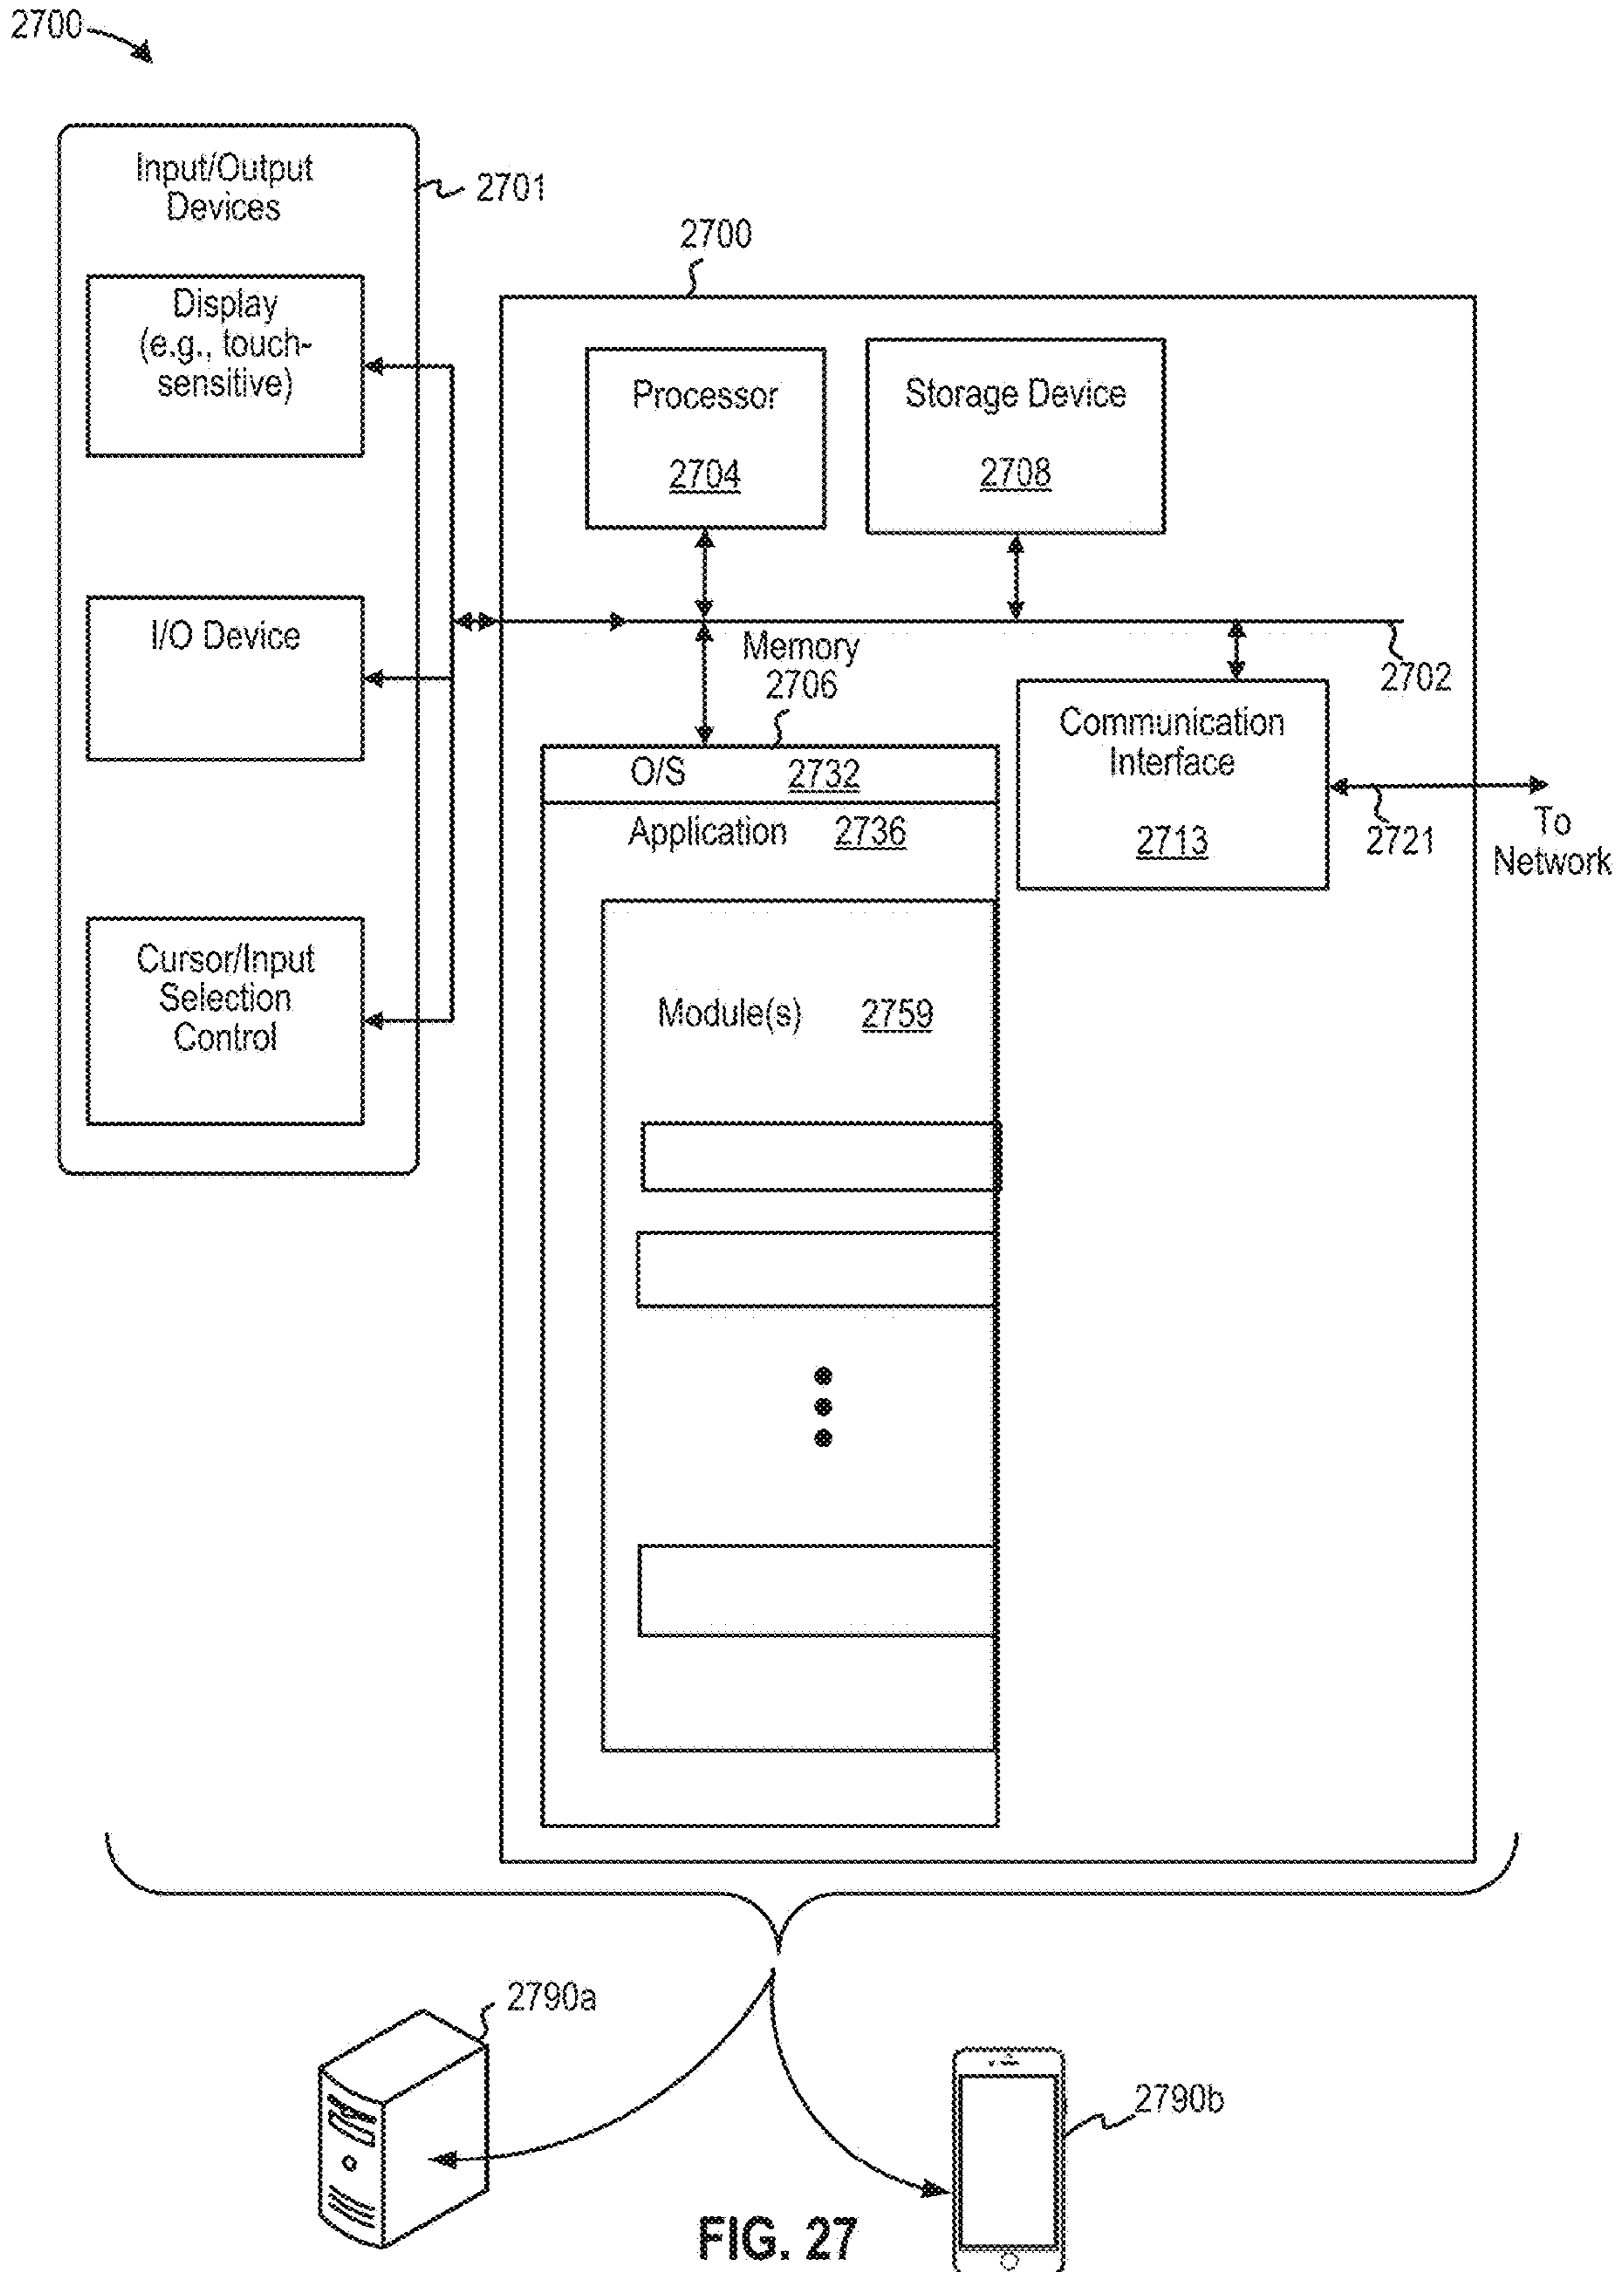 2700
Input/Output
Devices
2701
Display
(e.g., touch-
sensitive)
I/O Device
Cursor/Input
Selection
Control
2700
Processor
2704
Storage Device
2708
Memory
2706
2702
Communication
Interface
2713
2721
To
Network
O/S 2732
Application 2736
Module(s) 2759
2790a
2790b
FIG. 27